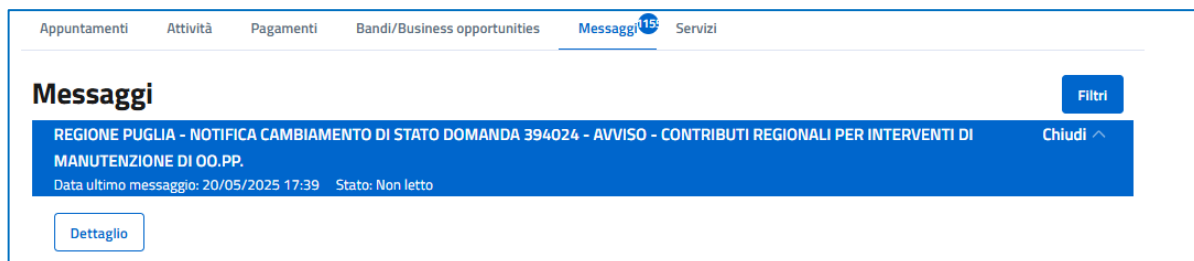 Appuntamenti Attività Pagamenti Bandi/Business opportunities Messaggi Servizi
Messaggi
Filtri
REGIONE PUGLIA - NOTIFICA CAMBIAMENTO DI STATO DOMANDA 394024 - AVVISO - CONTRIBUTI REGIONALI PER INTERVENTI DI Chiudi
MANUTENZIONE DI OO.PP.
Data ultimo messaggio: 20/05/2025 17:39 Stato: Non letto
Dettaglio